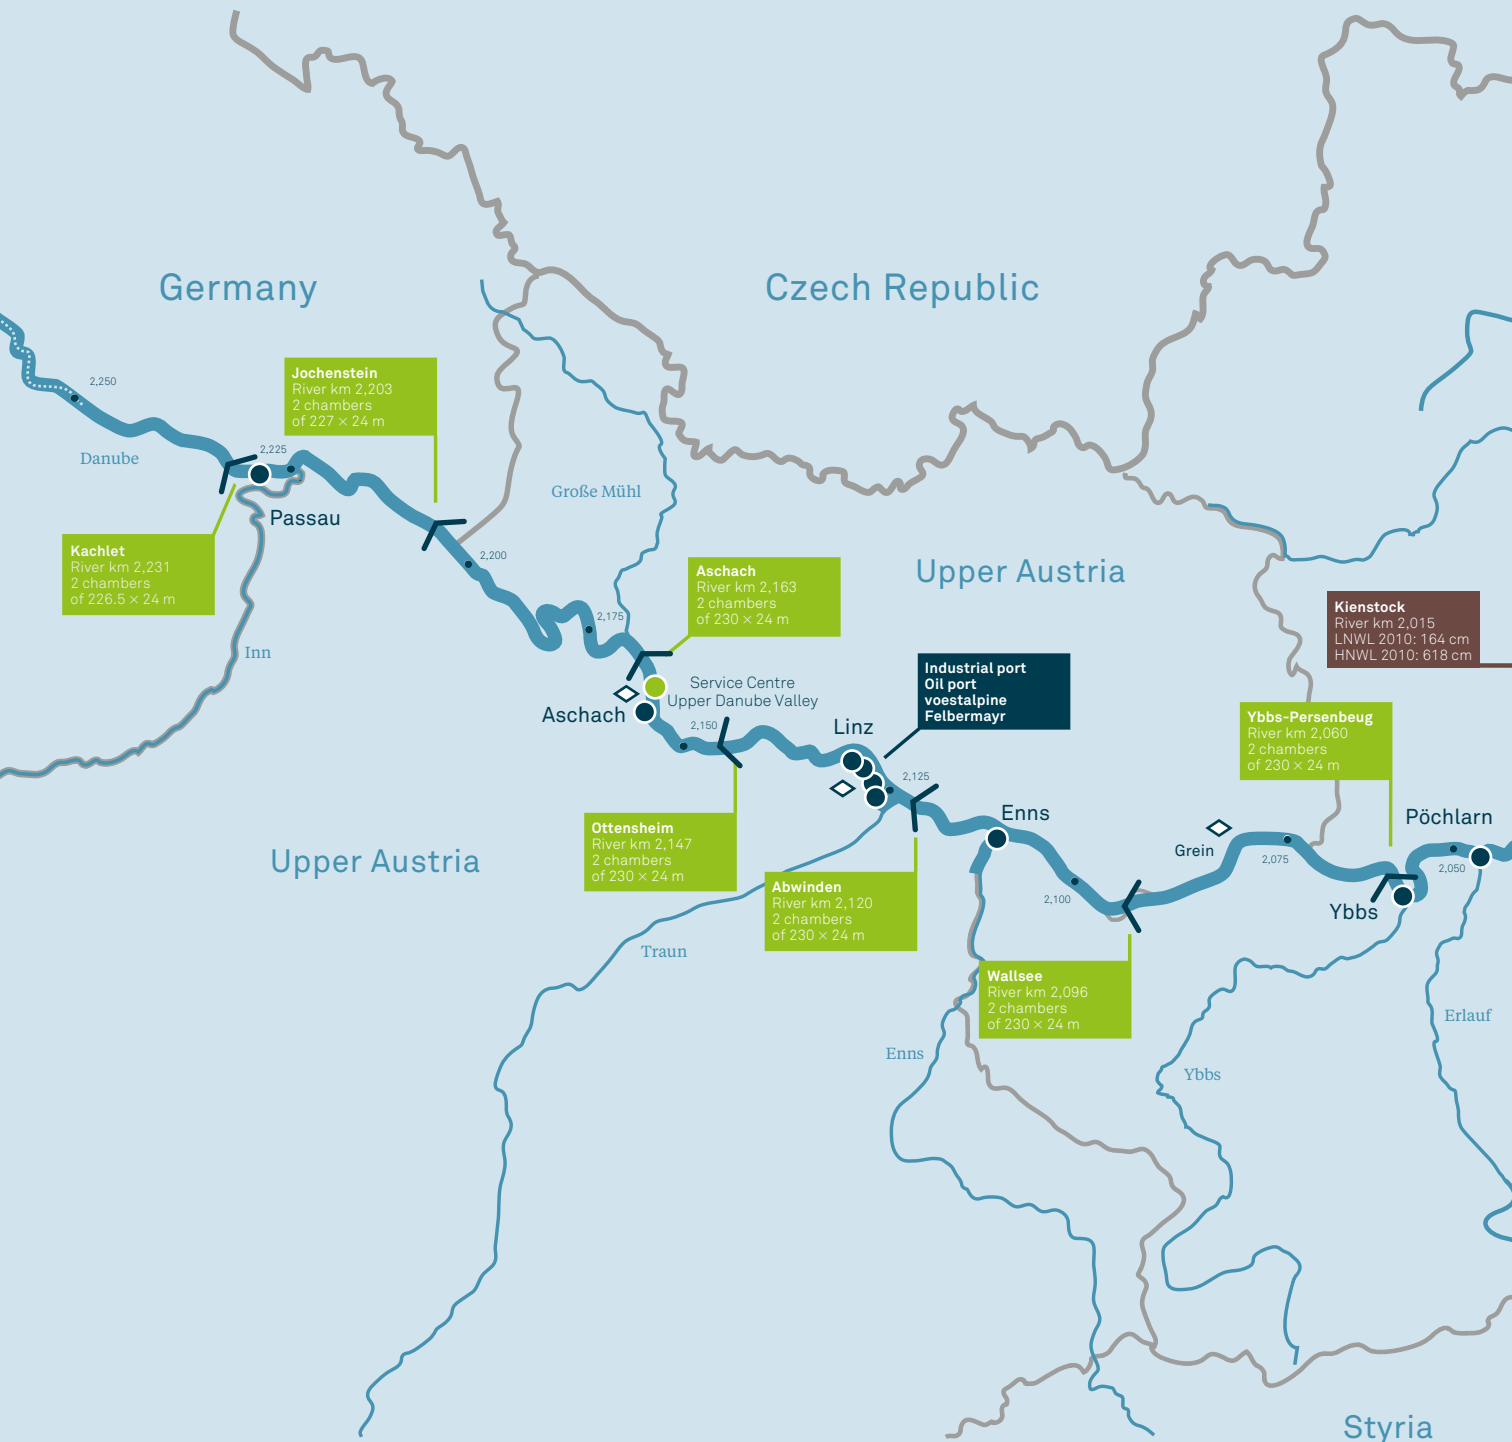 Germany
Czech Republic
Jochenstein
River km 2,203
2 chambers
of 227 × 24 m
2,250
2,225
Danube
Große Mühl
Passau
Kachlet
River km 2,231
2 chambers
of 226.5 × 24 m
2,200
Aschach
River km 2,163
2 chambers
of 230 × 24 m
Upper Austria
Kienstock
River km 2,015
LNWL 2010: 164 cm
HNWL 2010: 618 cm
2,175
Inn
Industrial port
Oil port
voestalpine
Felbermayr
Service Centre
Upper Danube Valley
Aschach
2,150
Linz
Ybbs-Persenbeug
River km 2,060
2 chambers
of 230 × 24 m
2,125
Enns
Pöchlarn
Ottensheim
River km 2,147
2 chambers
of 230 × 24 m
Grein
2,075
2,050
Upper Austria
Abwinden
River km 2,120
2 chambers
of 230 × 24 m
2,100
Ybbs
Traun
Wallsee
River km 2,096
2 chambers
of 230 × 24 m
Erlauf
Enns
Ybbs
Styria